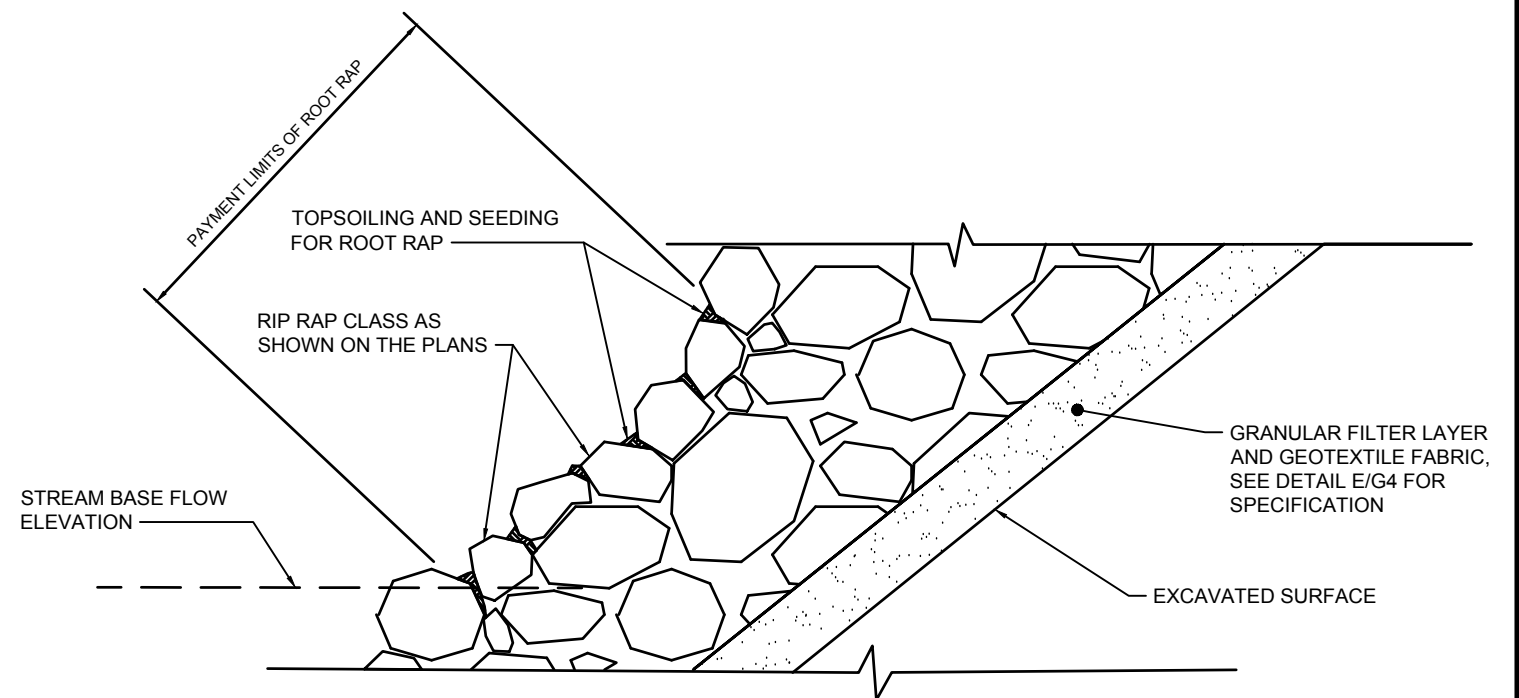 PAYMENT LIMITS OF ROOT RAP
TOPSOILING AND SEEDING
FOR ROOT RAP
RIP RAP CLASS AS
SHOWN ON THE PLANS
STREAM BASE FLOW
ELEVATION
GRANULAR FILTER LAYER
AND GEOTEXTILE FABRIC,
SEE DETAIL E/G4 FOR
SPECIFICATION
EXCAVATED SURFACE